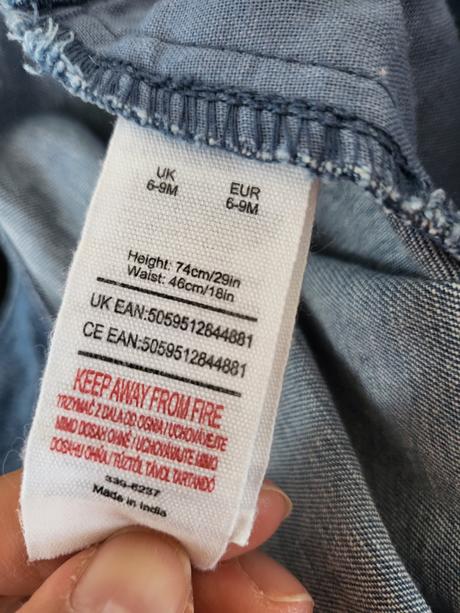 UK EUR
6-9M 6-9M
Height: 74cm/29in
Waist: 46cm/18in
UK EAN:5059512844881
CE EAN:5059512844881
KEEP AWAY FROM FIRE
TRZYMAĆ Z DALA OD OGNIA / UCHOVÁVEJTE
MIMO DOSAH OHNĚ / UCHOVÁVAJTE MIMO
DOSAHU OHŇA / TŰZTŐL TÁVOL TARTANDÓ
339-6237
Made in India